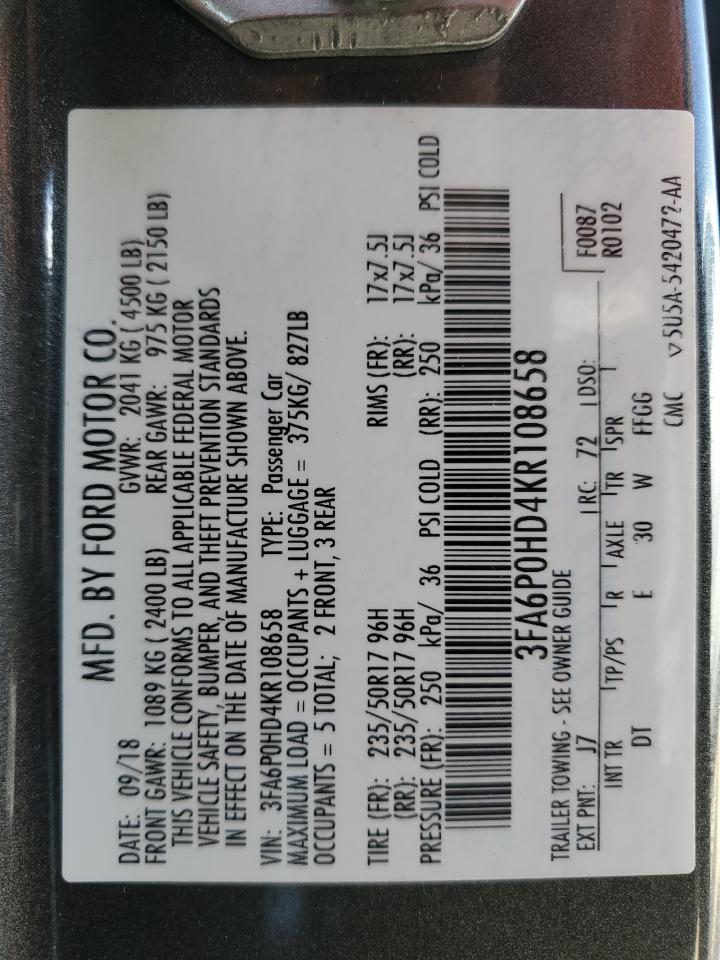 MFD. BY FORD MOTOR CO.
DATE: 09/18 GVWR: 2041 KG ( 4500 LB)
FRONT GAWR: 1089 KG ( 2400 LB) REAR GAWR: 975 KG ( 2150 LB)
THIS VEHICLE CONFORMS TO ALL APPLICABLE FEDERAL MOTOR
VEHICLE SAFETY, BUMPER, AND THEFT PREVENTION STANDARDS
IN EFFECT ON THE DATE OF MANUFACTURE SHOWN ABOVE.
VIN: 3FA6P0HD4KR108658 TYPE: Passenger Car
MAXIMUM LOAD = OCCUPANTS + LUGGAGE = 375KG/ 827LB
OCCUPANTS = 5 TOTAL; 2 FRONT, 3 REAR
TIRE (FR): 235/50R17 96H RIMS (FR): 17x7.5J
(RR): 235/50R17 96H (RR): 17x7.5J
PRESSURE (FR): 250 kPa/ 36 PSI COLD (RR): 250 kPa/ 36 PSI COLD
3FA6P0HD4KR108658
TRAILER TOWING - SEE OWNER GUIDE F0087
EXT PNT: J7 RC: 72 DSO: R0102
INT TR TP/PS R AXLE TR SPR
DT E 30 W FFGG
CMC 5U5A-5420472-AA